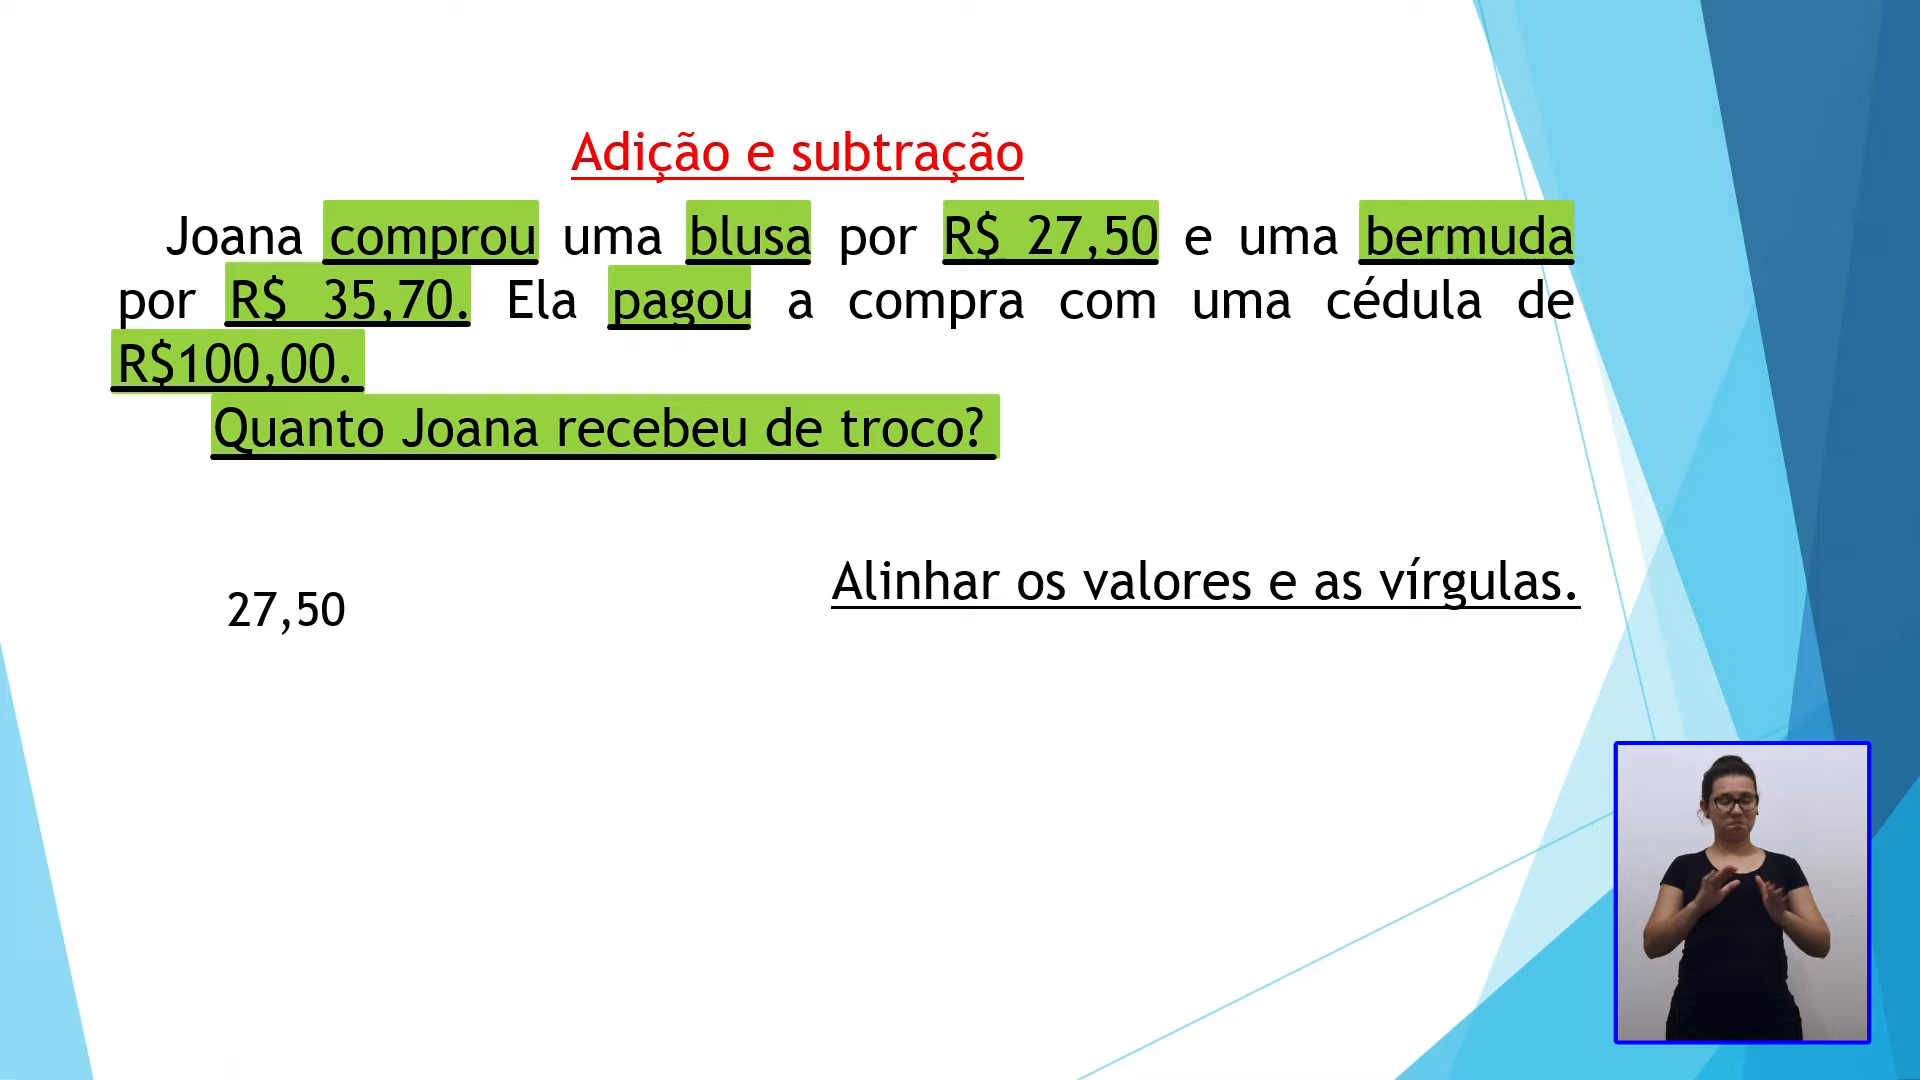 Adição e subtração
Joana comprou uma blusa por R$ 27,50 e uma bermuda
por R$ 35,70. Ela pagou a compra com uma cédula de
R$100,00.
Quanto Joana recebeu de troco?
Alinhar os valores e as vírgulas.
27,50